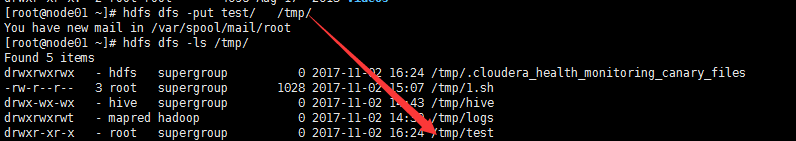 [root@node01 ~]# hdfs dfs -put test/ /tmp/
You have new mail in /var/spool/mail/root
[root@node01 ~]# hdfs dfs -ls /tmp/
Found 5 items
drwxrwxrwx - hdfs supergroup 0 2017-11-02 16:24 /tmp/.cloudera_health_monitoring_canary_files
-rw-r--r-- 3 root supergroup 1028 2017-11-02 15:07 /tmp/1.sh
drwx-wx-wx - hive supergroup 0 2017-11-02 14:43 /tmp/hive
drwxrwxrwt - mapred hadoop 0 2017-11-02 /tmp/logs
drwxr-xr-x - root supergroup 0 2017-11-02 16:24 /tmp/test